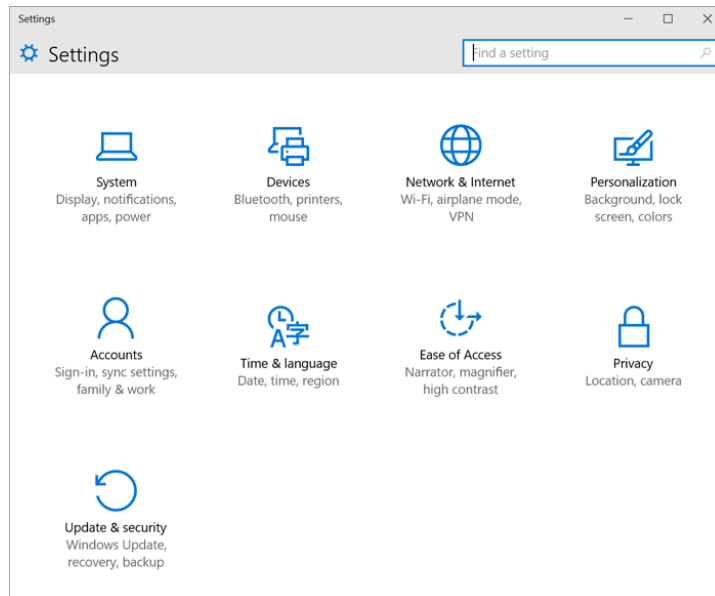 Settings
Settings
Find a setting
System
Display, notifications,
apps, power
Devices
Bluetooth, printers,
mouse
Network & Internet
Wi-Fi, airplane mode,
VPN
Personalization
Background, lock
screen, colors
Accounts
Sign-in, sync settings,
family & work
A字
Time & language
Date, time, region
Ease of Access
Narrator, magnifier,
high contrast
Privacy
Location, camera
Update & security
Windows Update,
recovery, backup